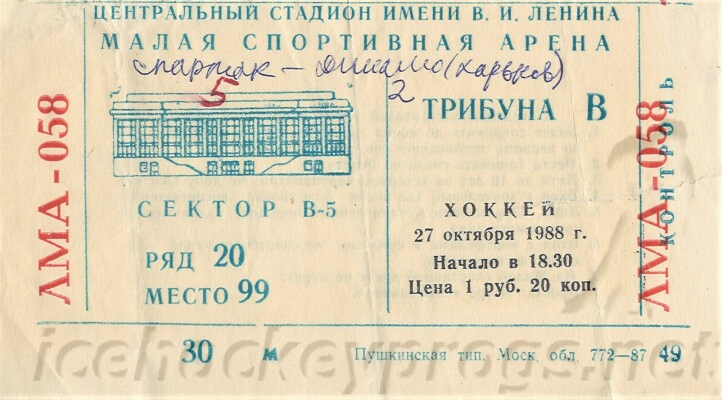 ЦЕНТРАЛЬНЫЙ СТАДИОН ИМЕНИ В. И. ЛЕНИНА
МАЛАЯ СПОРТИВНАЯ АРЕНА
Спартак – Динамо (Харьков)
5 2
ТРИБУНА В
СЕКТОР В-5
РЯД 20
МЕСТО 99
ХОККЕЙ
27 октября 1988 г.
Начало в 18.30
Цена 1 руб. 20 коп.
ЛМА-058
ЛМА-058
КОНТРОЛЬ
30 м Пушкинская тип. Моск. обл. 772—87 49
icehockeyprogs.net